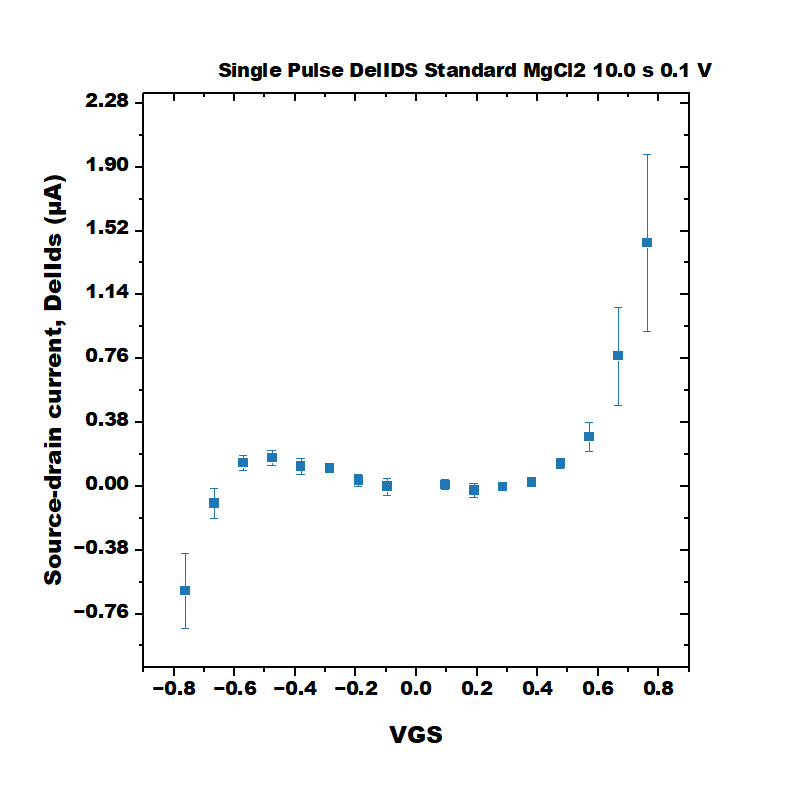 Single Pulse DelIDS Standard MgCl2 10.0 s 0.1 V
2.28
1.90
1.52
1.14
0.76
0.38
0.00
−0.38
−0.76
Source-drain current, DelIds (μA)
−0.8 −0.6 −0.4 −0.2 0.0 0.2 0.4 0.6 0.8
VGS